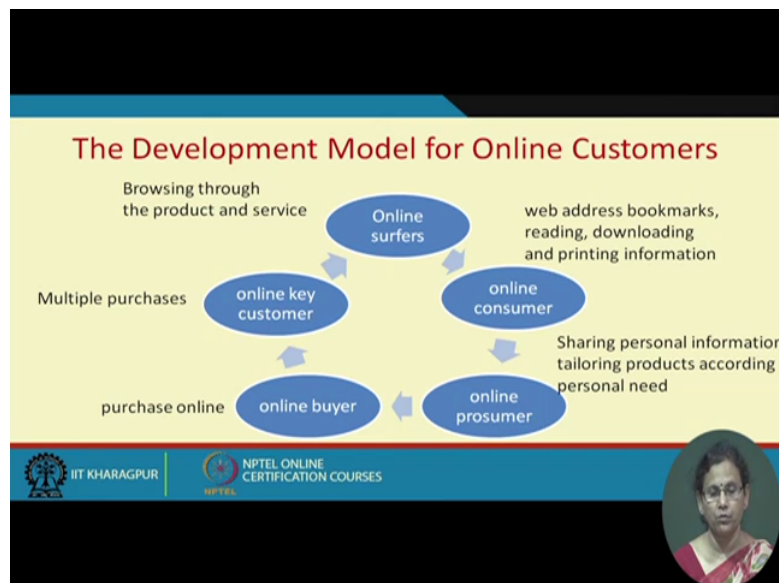 The Development Model for Online Customers
Browsing through
the product and service
Online
surfers
web address bookmarks,
reading, downloading
and printing information
online
consumer
Sharing personal information
tailoring products according
personal need
online
prosumer
online buyer
purchase online
online key
customer
Multiple purchases
IIT KHARAGPUR
NPTEL
NPTEL ONLINE
CERTIFICATION COURSES